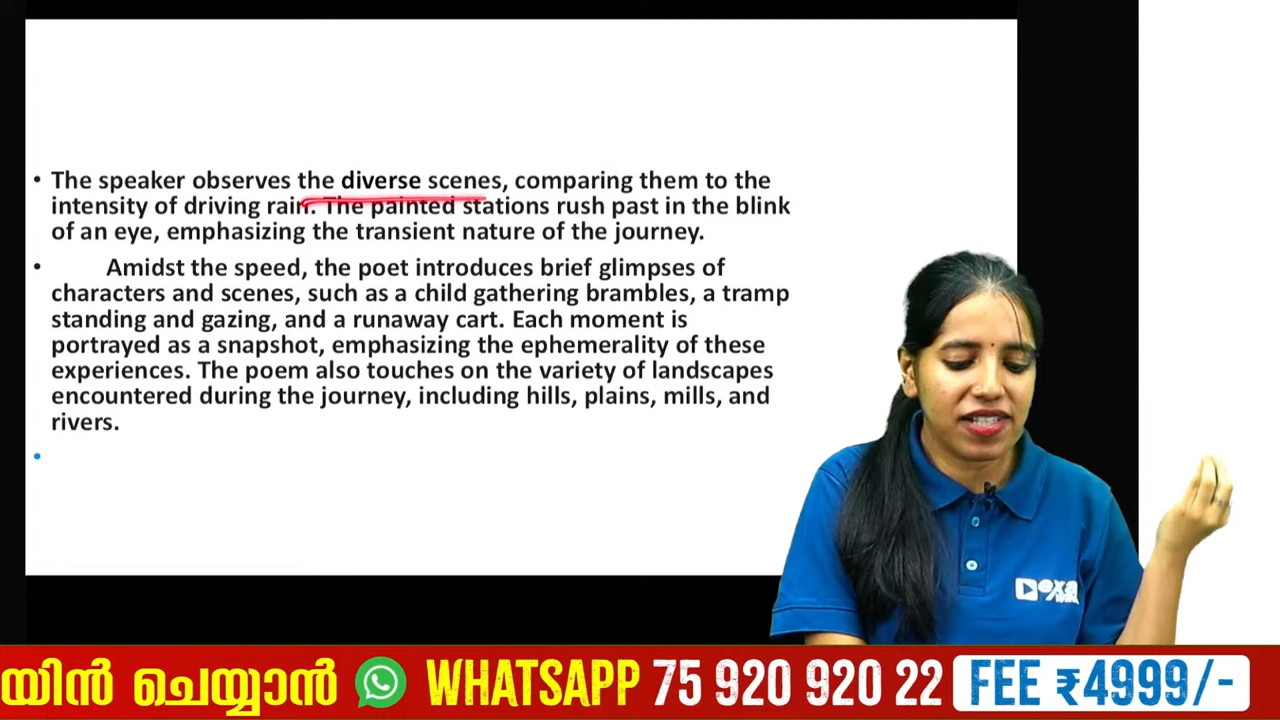 • The speaker observes the diverse scenes, comparing them to the
intensity of driving rain. The painted stations rush past in the blink
of an eye, emphasizing the transient nature of the journey.
• Amidst the speed, the poet introduces brief glimpses of
characters and scenes, such as a child gathering brambles, a tramp
standing and gazing, and a runaway cart. Each moment is
portrayed as a snapshot, emphasizing the ephemerality of these
experiences. The poem also touches on the variety of landscapes
encountered during the journey, including hills, plains, mills, and
rivers.
•
exa
യിൻ ചെയ്യാൻ WHATSAPP 75 920 920 22 FEE ₹4999/-